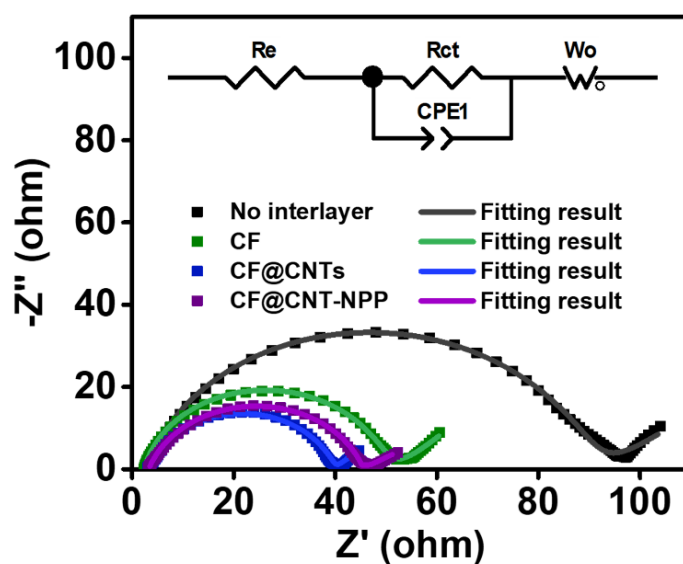 Re Rct Wo
CPE1
No interlayer Fitting result
CF Fitting result
CF@CNTs Fitting result
CF@CNT-NPP Fitting result
100
80
60
40
20
0
-Z'' (ohm)
0 20 40 60 80 100
Z' (ohm)